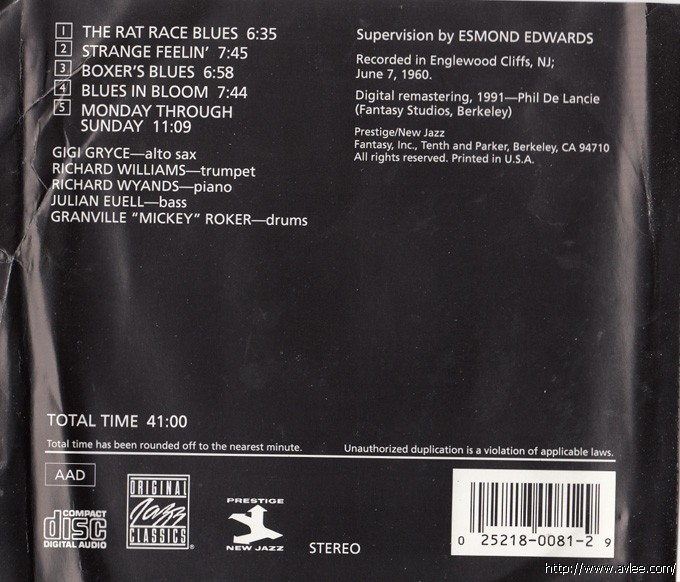 1 THE RAT RACE BLUES 6:35
2 STRANGE FEELIN' 7:45
3 BOXER'S BLUES 6:58
4 BLUES IN BLOOM 7:44
5 MONDAY THROUGH
SUNDAY 11:09
GIGI GRYCE—alto sax
RICHARD WILLIAMS—trumpet
RICHARD WYANDS—piano
JULIAN EUELL—bass
GRANVILLE “MICKEY” ROKER—drums
Supervision by ESMOND EDWARDS
Recorded in Englewood Cliffs, NJ;
June 7, 1960.
Digital remastering, 1991—Phil De Lancie
(Fantasy Studios, Berkeley)
Prestige/New Jazz
Fantasy, Inc., Tenth and Parker, Berkeley, CA 94710
All rights reserved. Printed in U.S.A.
TOTAL TIME 41:00
Total time has been rounded off to the nearest minute.
Unauthorized duplication is a violation of applicable laws.
AAD
COMPACT
disc
DIGITAL AUDIO
ORIGINAL
Jazz
CLASSICS
®
PRESTIGE
NEW JAZZ
STEREO
0 25218-0081-2 9
http://www.avlee.com/